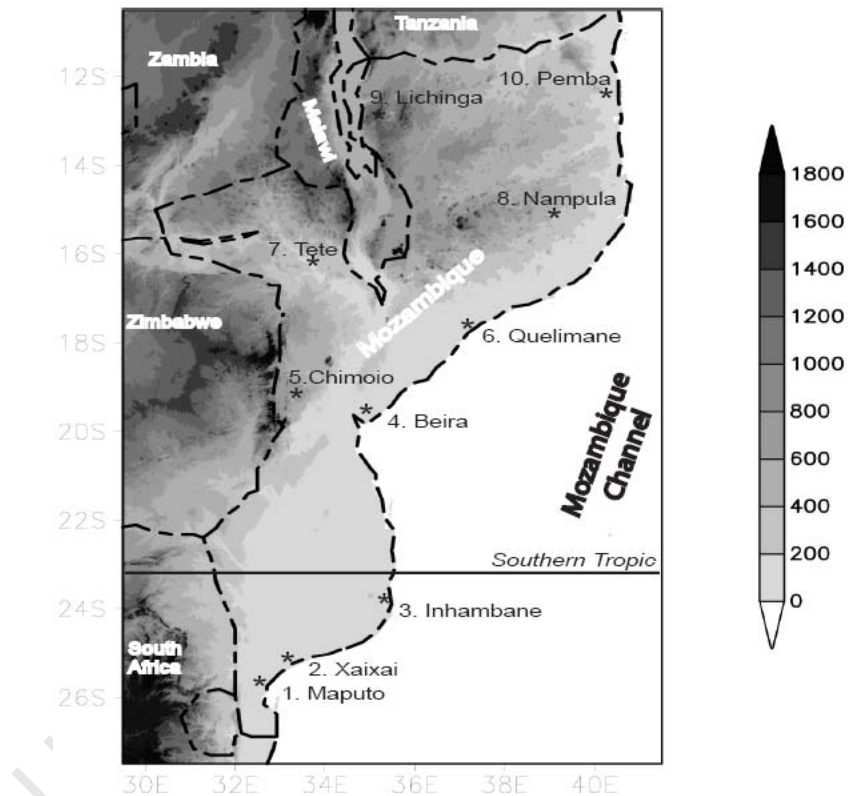 Tanzania
Zambia
12S
10. Pemba
9. Lichinga
Malawi
14S
8. Nampula
16S
7. Tete
Mozambique
Zimbabwe
18S
6. Quelimane
5.Chimoio
4. Beira
20S
Mozambique
Channel
22S
Southern Tropic
24S
3. Inhambane
South
Africa
2. Xaixai
1. Maputo
26S
30E 32E 34E 36E 38E 40E
1800
1600
1400
1200
1000
800
600
400
200
0